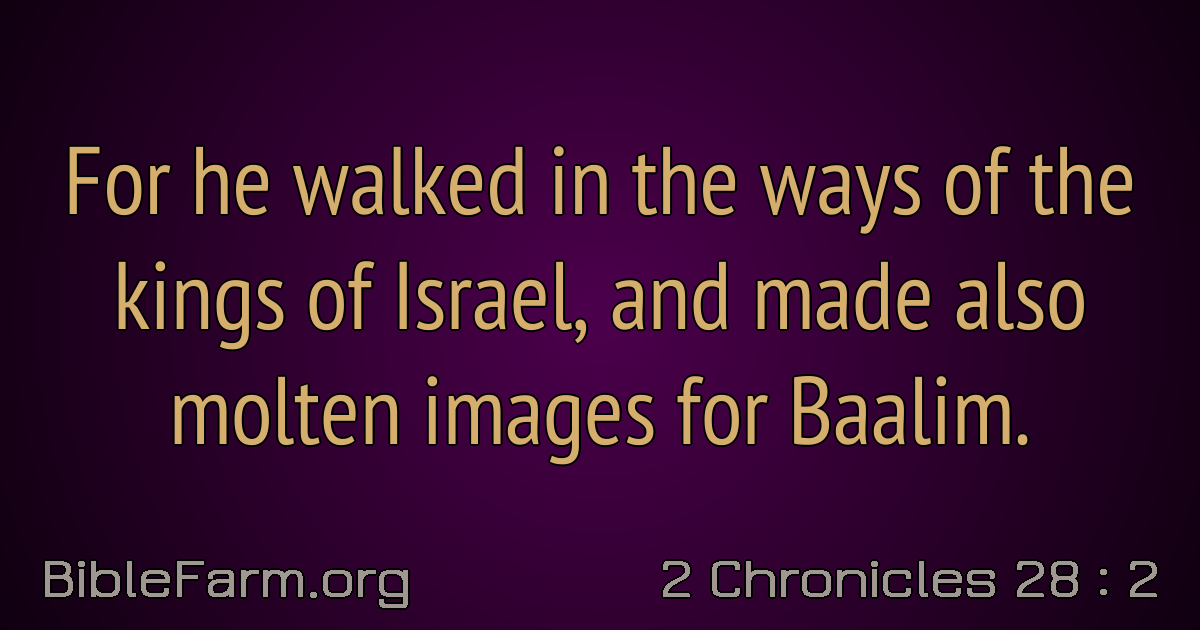 For he walked in the ways of the
kings of Israel, and made also
molten images for Baalim.
BibleFarm.org
2 Chronicles 28 : 2